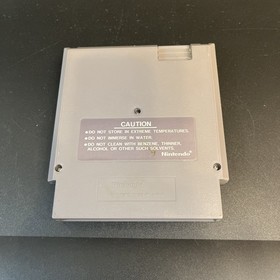 CAUTION
●DO NOT STORE IN EXTREME TEMPERATURES.
●DO NOT IMMERSE IN WATER.
●DO NOT CLEAN WITH BENZENE, THINNER,
ALCOHOL OR OTHER SUCH SOLVENTS.
Nintendo®